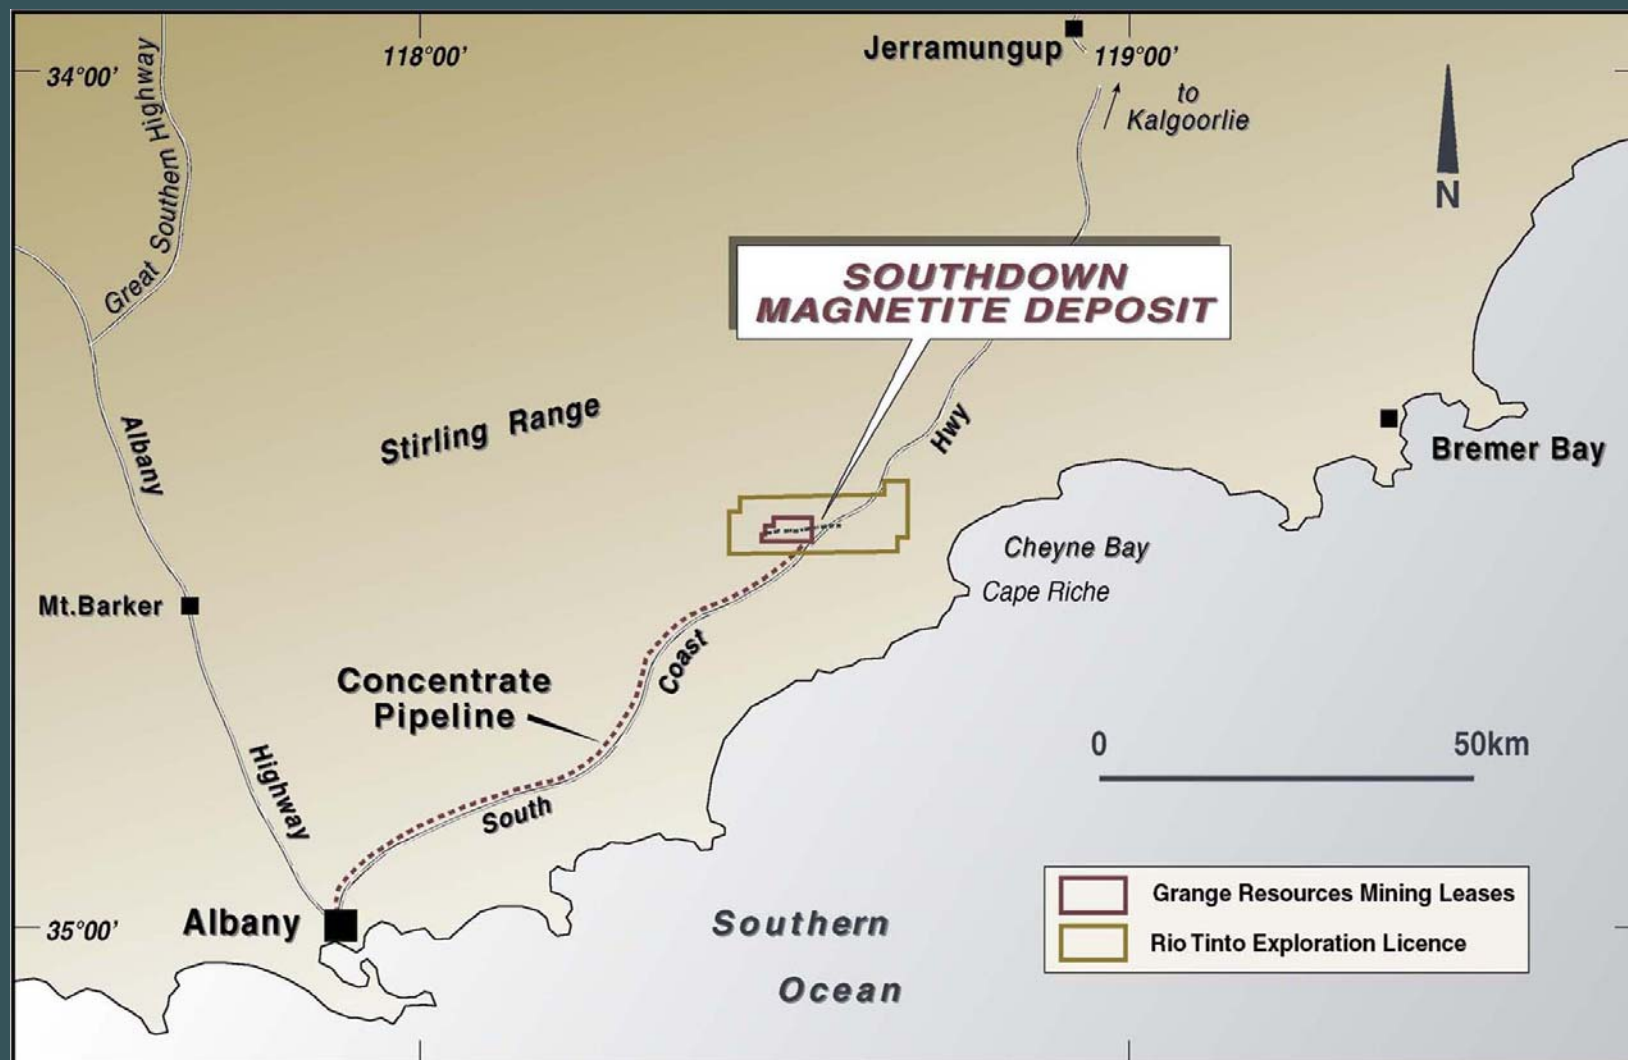 Jerramungup
118°00'
119°00'
34°00'
to
Kalgoorlie
Great Southern Highway
N
SOUTHDOWN
MAGNETITE DEPOSIT
Stirling Range
Albany
Hwy
Bremer Bay
Cheyne Bay
Cape Riche
Mt.Barker
Coast
Concentrate
Pipeline
0
50km
Highway
South
Grange Resources Mining Leases
Rio Tinto Exploration Licence
Albany
35°00'
Southern
Ocean